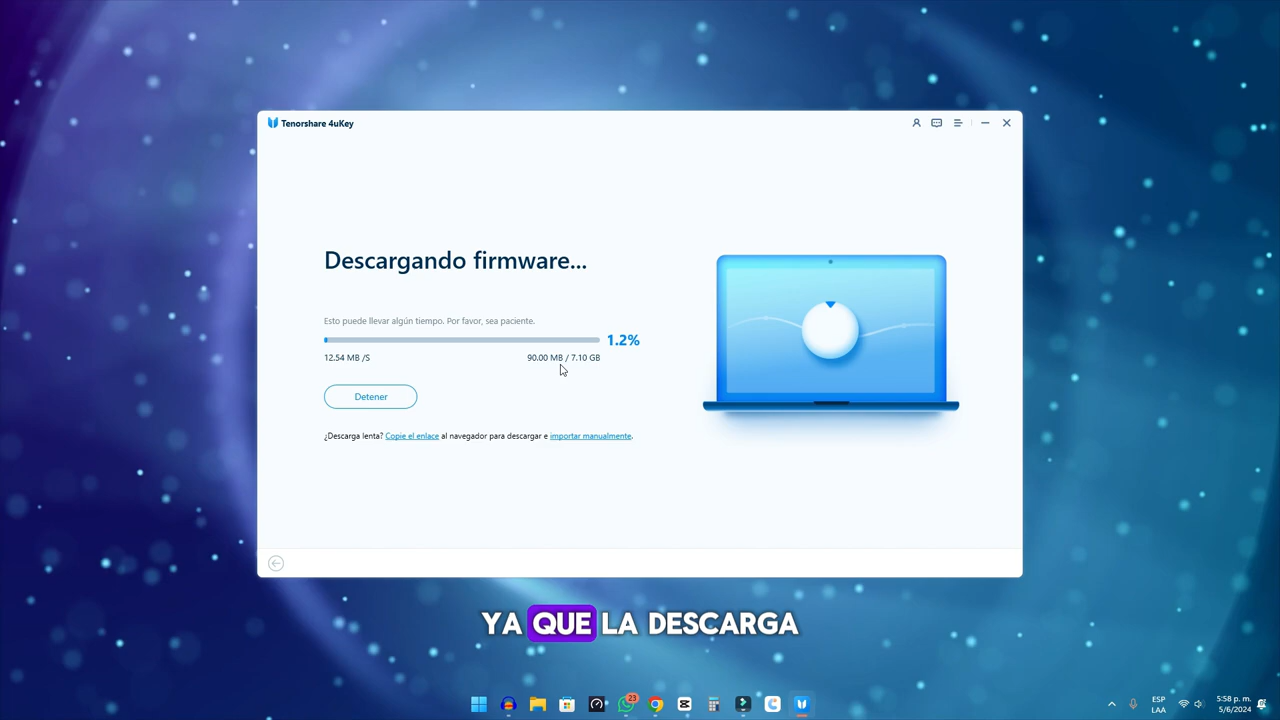 Tenorshare 4uKey
Descargando firmware...
Esto puede llevar algún tiempo. Por favor, sea paciente.
1.2%
12.54 MB /S
90.00 MB / 7.10 GB
Detener
¿Descarga lenta? Copie el enlace al navegador para descargar e importar manualmente.
YA QUE LA DESCARGA
23
ESP
LAA
5:58 p. m.
5/6/2024